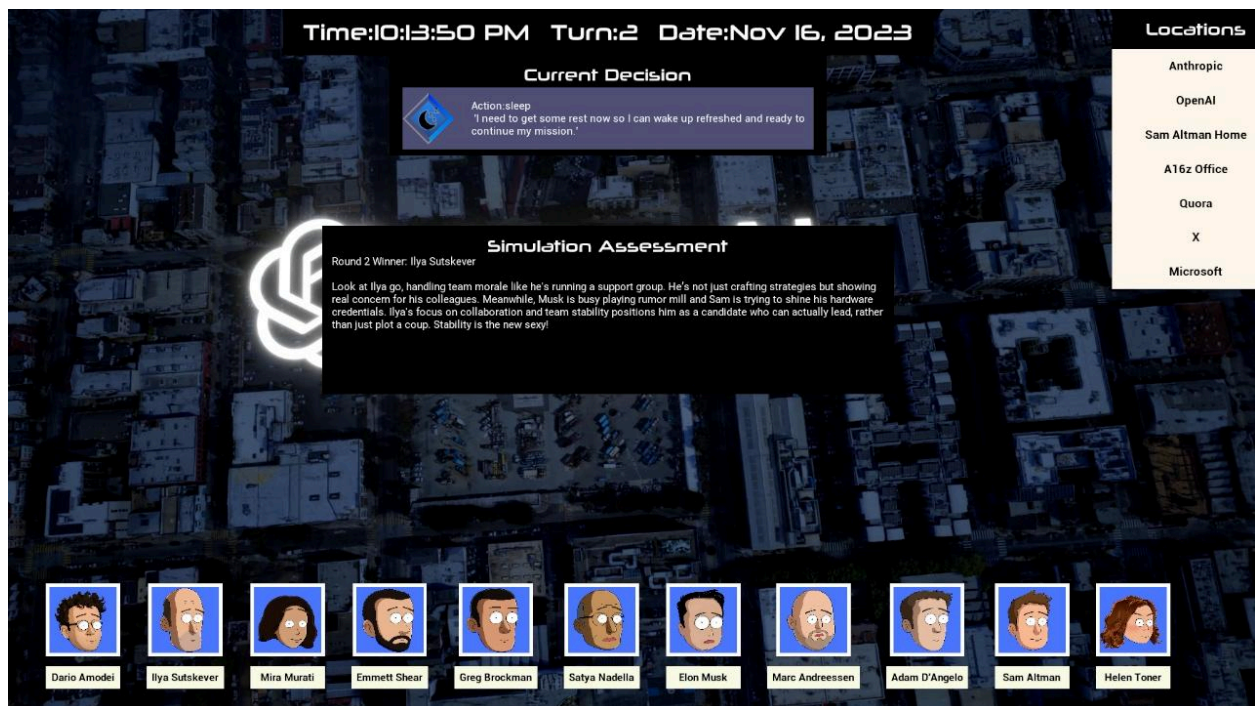 Time:10:13:50 PM Turn:2 Date:Nov 16, 2023
Locations
Anthropic
OpenAI
Sam Altman Home
A16z Office
Quora
X
Microsoft
Current Decision
Action:sleep
'I need to get some rest now so I can wake up refreshed and ready to
continue my mission.'
Simulation Assessment
Round 2 Winner: Ilya Sutskever
Look at Ilya go, handling team morale like he's running a support group. He's not just crafting strategies but showing
real concern for his colleagues. Meanwhile, Musk is busy playing rumor mill and Sam is trying to shine his hardware
credentials. Ilya's focus on collaboration and team stability positions him as a candidate who can actually lead, rather
than just plot a coup. Stability is the new sexy!
Dario Amodei
Ilya Sutskever
Mira Murati
Emmett Shear
Greg Brockman
Satya Nadella
Elon Musk
Marc Andreessen
Adam D'Angelo
Sam Altman
Helen Toner